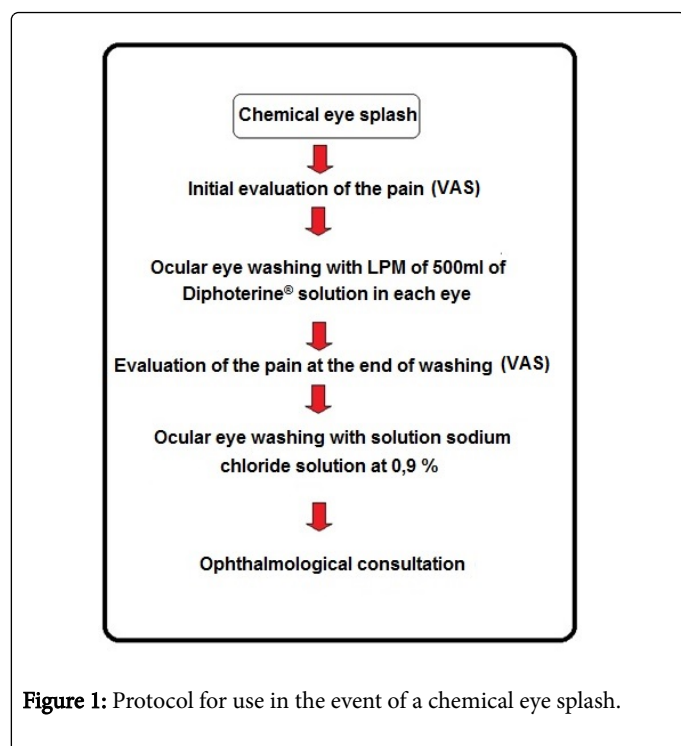 Chemical eye splash
Initial evaluation of the pain (VAS)
Ocular eye washing with LPM of 500ml of
Diphoterine® solution in each eye
Evaluation of the pain at the end of washing (VAS)
Ocular eye washing with solution sodium
chloride solution at 0,9 %
Ophthalmological consultation
Figure 1: Protocol for use in the event of a chemical eye splash.